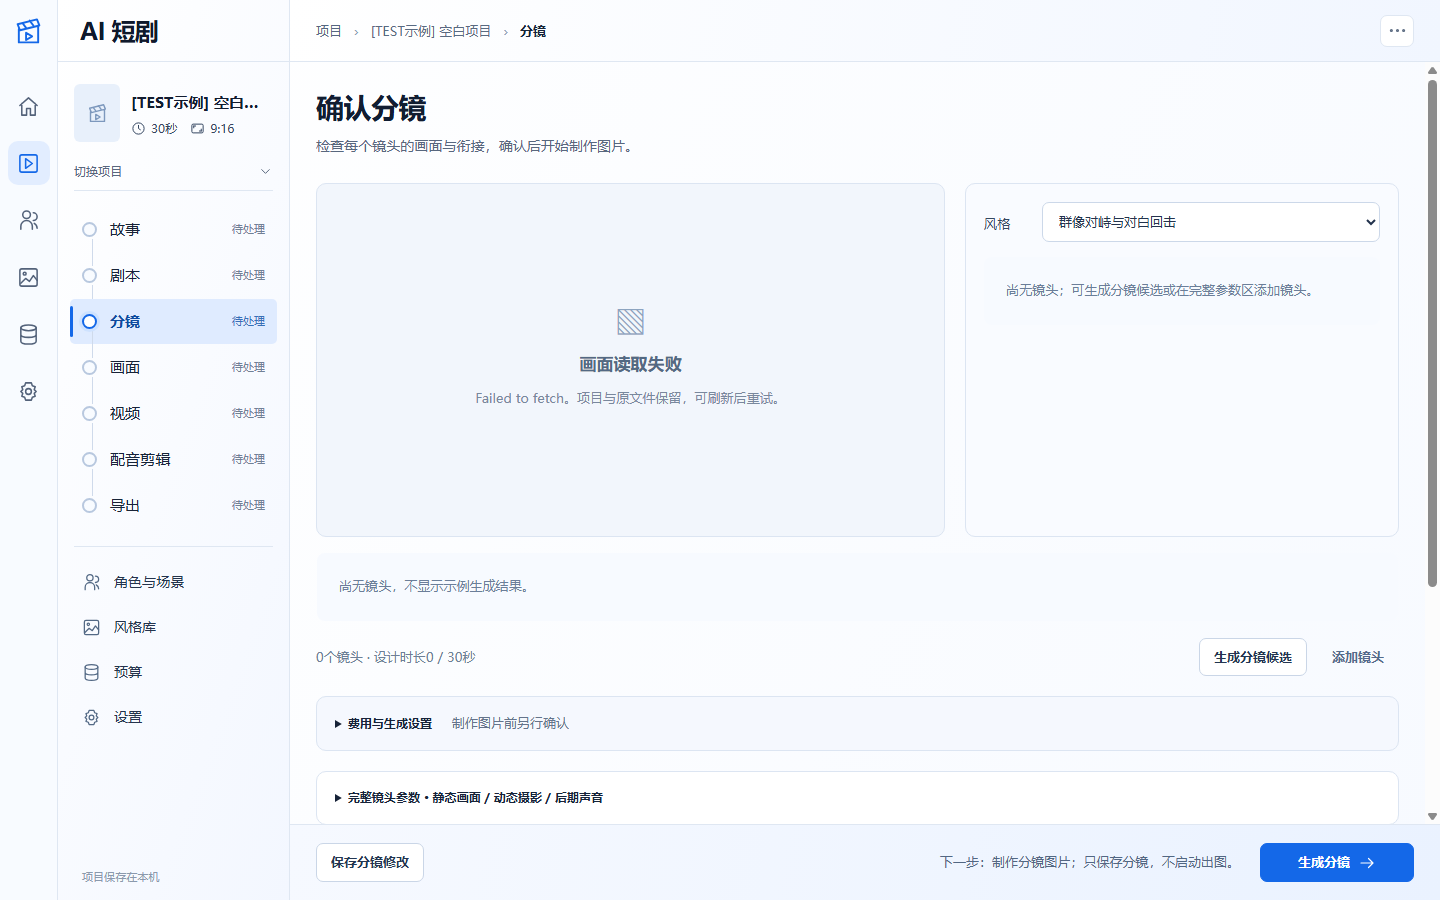 AI 短剧
[TEST示例] 空白...
30秒 9:16
切换项目
故事 待处理
剧本 待处理
分镜 待处理
画面 待处理
视频 待处理
配音剪辑 待处理
导出 待处理
角色与场景
风格库
预算
设置
项目保存在本机
项目 › [TEST示例] 空白项目 › 分镜
确认分镜
检查每个镜头的画面与衔接，确认后开始制作图片。
画面读取失败
Failed to fetch。项目与原文件保留，可刷新后重试。
风格 群像对峙与对白回击
尚无镜头；可生成分镜候选或在完整参数区添加镜头。
尚无镜头，不显示示例生成结果。
0个镜头 · 设计时长0 / 30秒
生成分镜候选 添加镜头
费用与生成设置 制作图片前另行确认
完整镜头参数 · 静态画面 / 动态摄影 / 后期声音
保存分镜修改
下一步：制作分镜图片；只保存分镜，不启动出图。
生成分镜 →